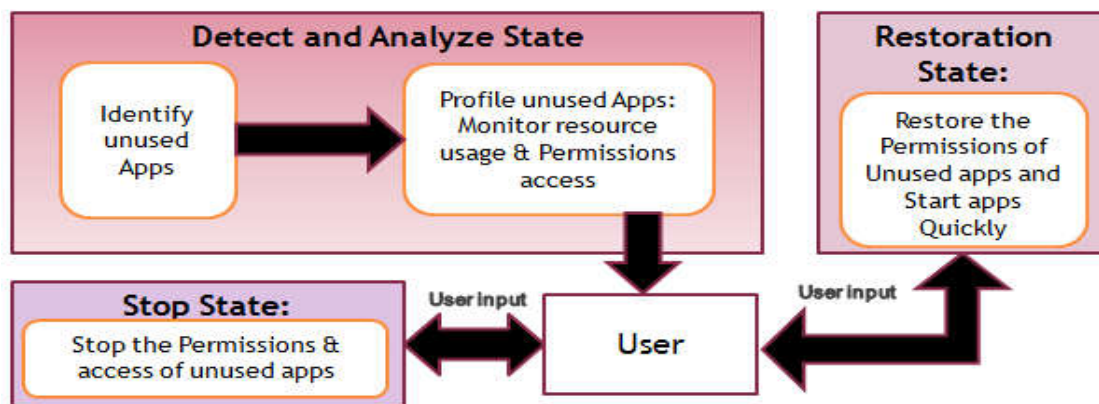 Detect and Analyze State
Identify
unused
Apps
Profile unused Apps:
Monitor resource
usage & Permissions
access
Restoration
State:
Restore the
Permissions of
Unused apps and
Start apps
Quickly
Stop State:
Stop the Permissions &
access of unused apps
User input
User
User input